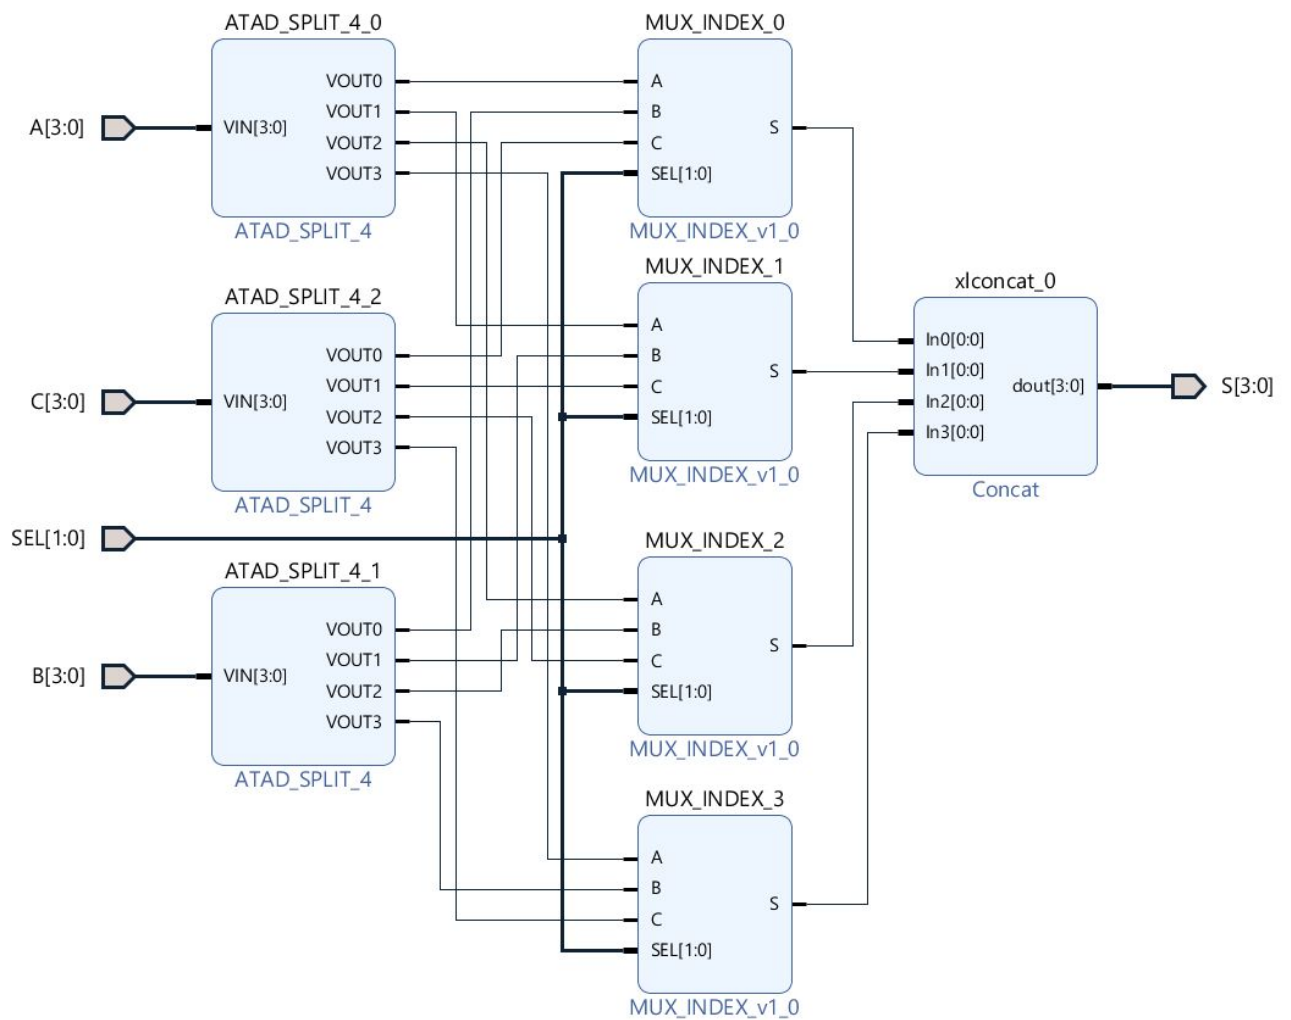 ATAD_SPLIT_4_0
A[3:0]
VIN[3:0]
VOUT0
VOUT1
VOUT2
VOUT3
ATAD_SPLIT_4
ATAD_SPLIT_4_2
C[3:0]
VIN[3:0]
VOUT0
VOUT1
VOUT2
VOUT3
ATAD_SPLIT_4
SEL[1:0]
ATAD_SPLIT_4_1
B[3:0]
VIN[3:0]
VOUT0
VOUT1
VOUT2
VOUT3
ATAD_SPLIT_4
MUX_INDEX_0
A
B
C
SEL[1:0]
S
MUX_INDEX_v1_0
MUX_INDEX_1
A
B
C
SEL[1:0]
S
MUX_INDEX_v1_0
MUX_INDEX_2
A
B
C
SEL[1:0]
S
MUX_INDEX_v1_0
MUX_INDEX_3
A
B
C
SEL[1:0]
S
MUX_INDEX_v1_0
xlconcat_0
In0[0:0]
In1[0:0]
In2[0:0]
In3[0:0]
dout[3:0]
Concat
S[3:0]